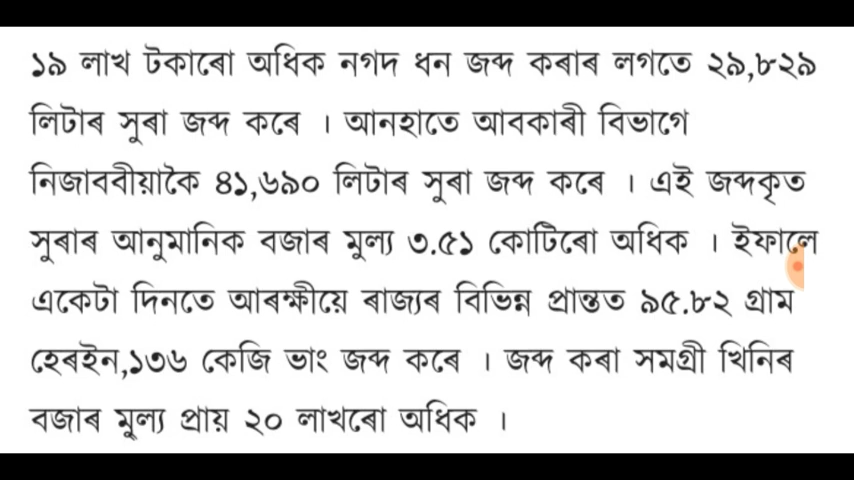 ১৯ লাখ টকাৰো অধিক নগদ ধন জব্দ কৰাৰ লগতে ২৯,৮২৯
লিটাৰ সুৰা জব্দ কৰে । আনহাতে আবকাৰী বিভাগে
নিজাববীয়াকৈ ৪১,৬৯০ লিটাৰ সুৰা জব্দ কৰে । এই জব্দকৃত
সুৰাৰ আনুমানিক বজাৰ মুল্য ৩.৫১ কোটিৰো অধিক । ইফালে
একেটা দিনতে আৰক্ষীয়ে ৰাজ্যৰ বিভিন্ন প্ৰান্তত ৯৫.৮২ গ্ৰাম
হেৰইন,১৩৬ কেজি ভাং জব্দ কৰে । জব্দ কৰা সমগ্ৰী খিনিৰ
বজাৰ মুল্য প্ৰায় ২০ লাখৰো অধিক ।